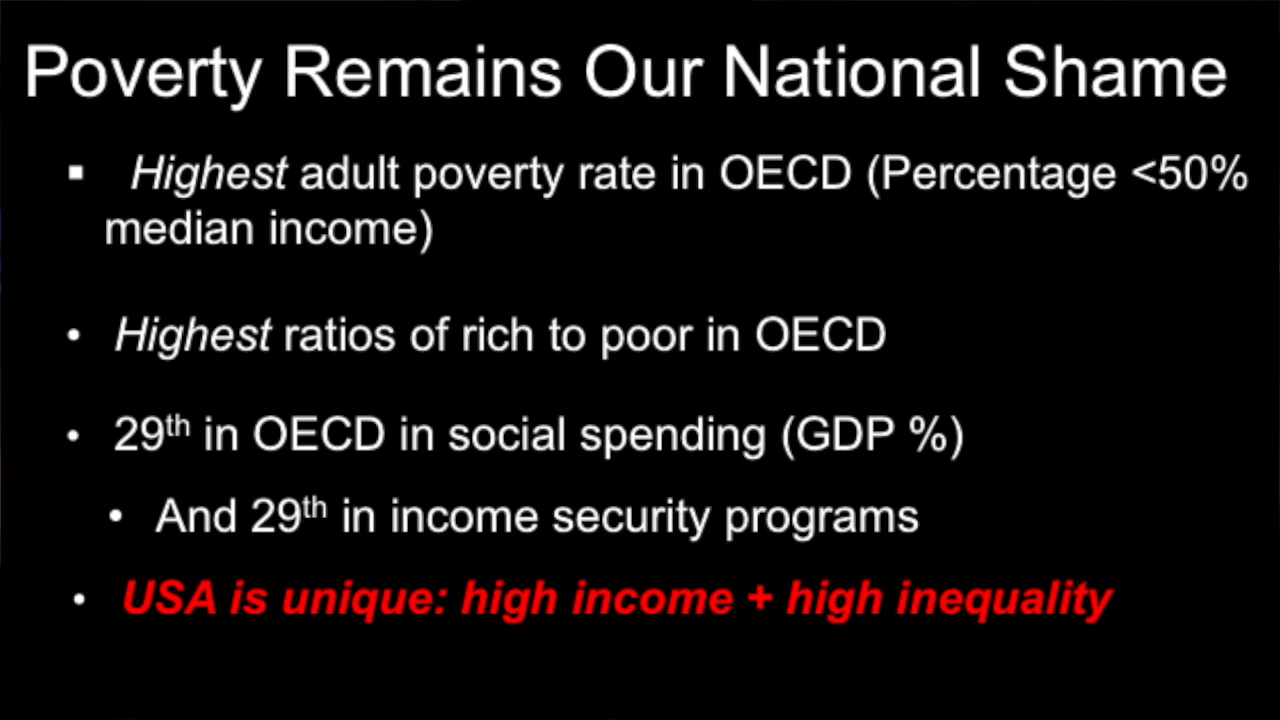 Poverty Remains Our National Shame
▪ Highest adult poverty rate in OECD (Percentage <50%
median income)
• Highest ratios of rich to poor in OECD
• 29th in OECD in social spending (GDP %)
• And 29th in income security programs
• USA is unique: high income + high inequality